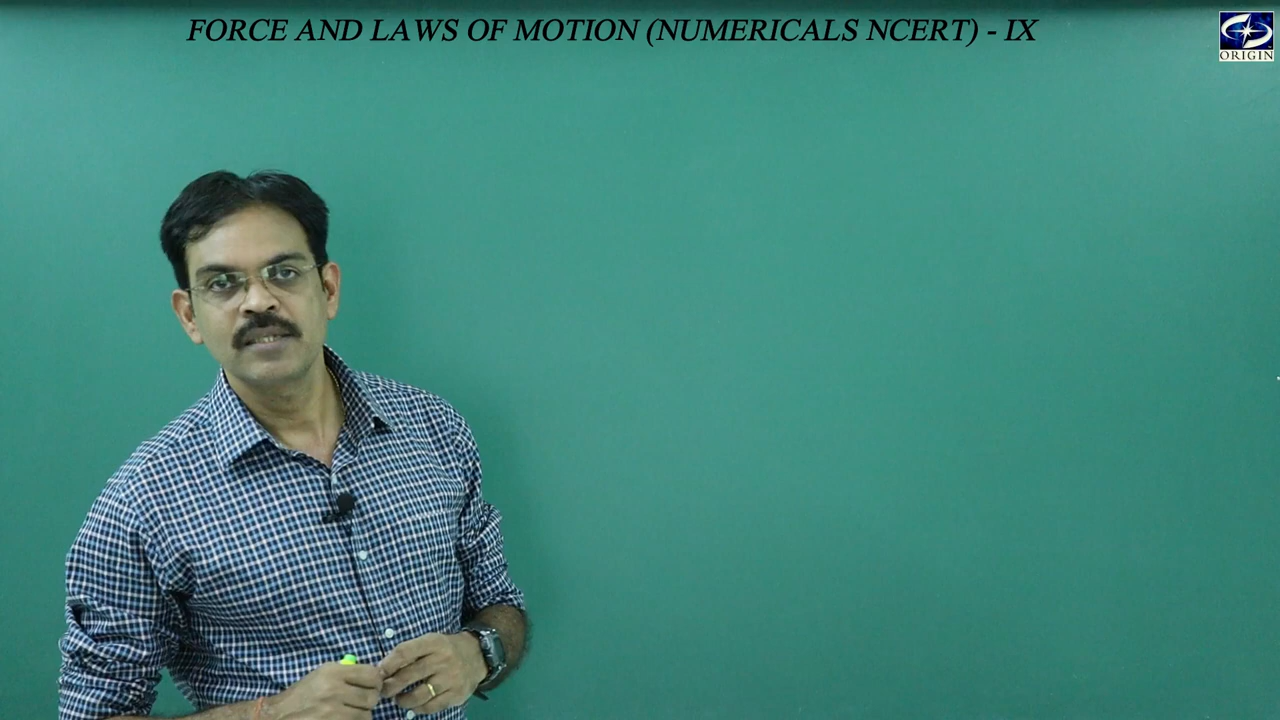 FORCE AND LAWS OF MOTION (NUMERICALS NCERT) - IX
ORIGIN